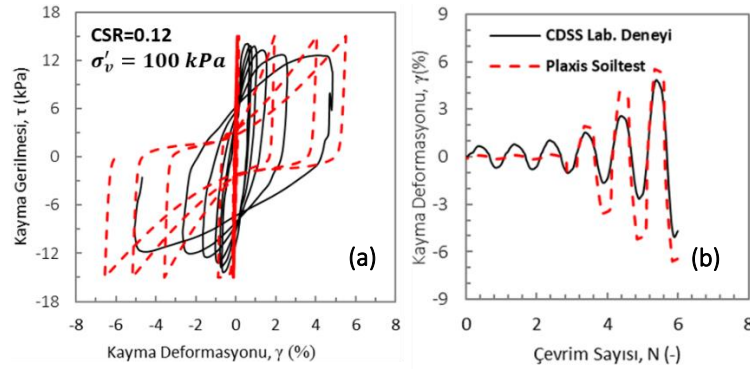 CSR=0.12
σ′v = 100 kPa
Kayma Gerilmesi, τ (kPa)
18
12
6
0
-6
-12
-18
-8 -6 -4 -2 0 2 4 6 8
Kayma Deformasyonu, γ (%)
(a)
CDSS Lab. Deneyi
Plaxis Soiltest
Kayma Deformasyonu, γ(%)
9
6
3
0
-3
-6
-9
0 2 4 6 8
Çevrim Sayısı, N (-)
(b)